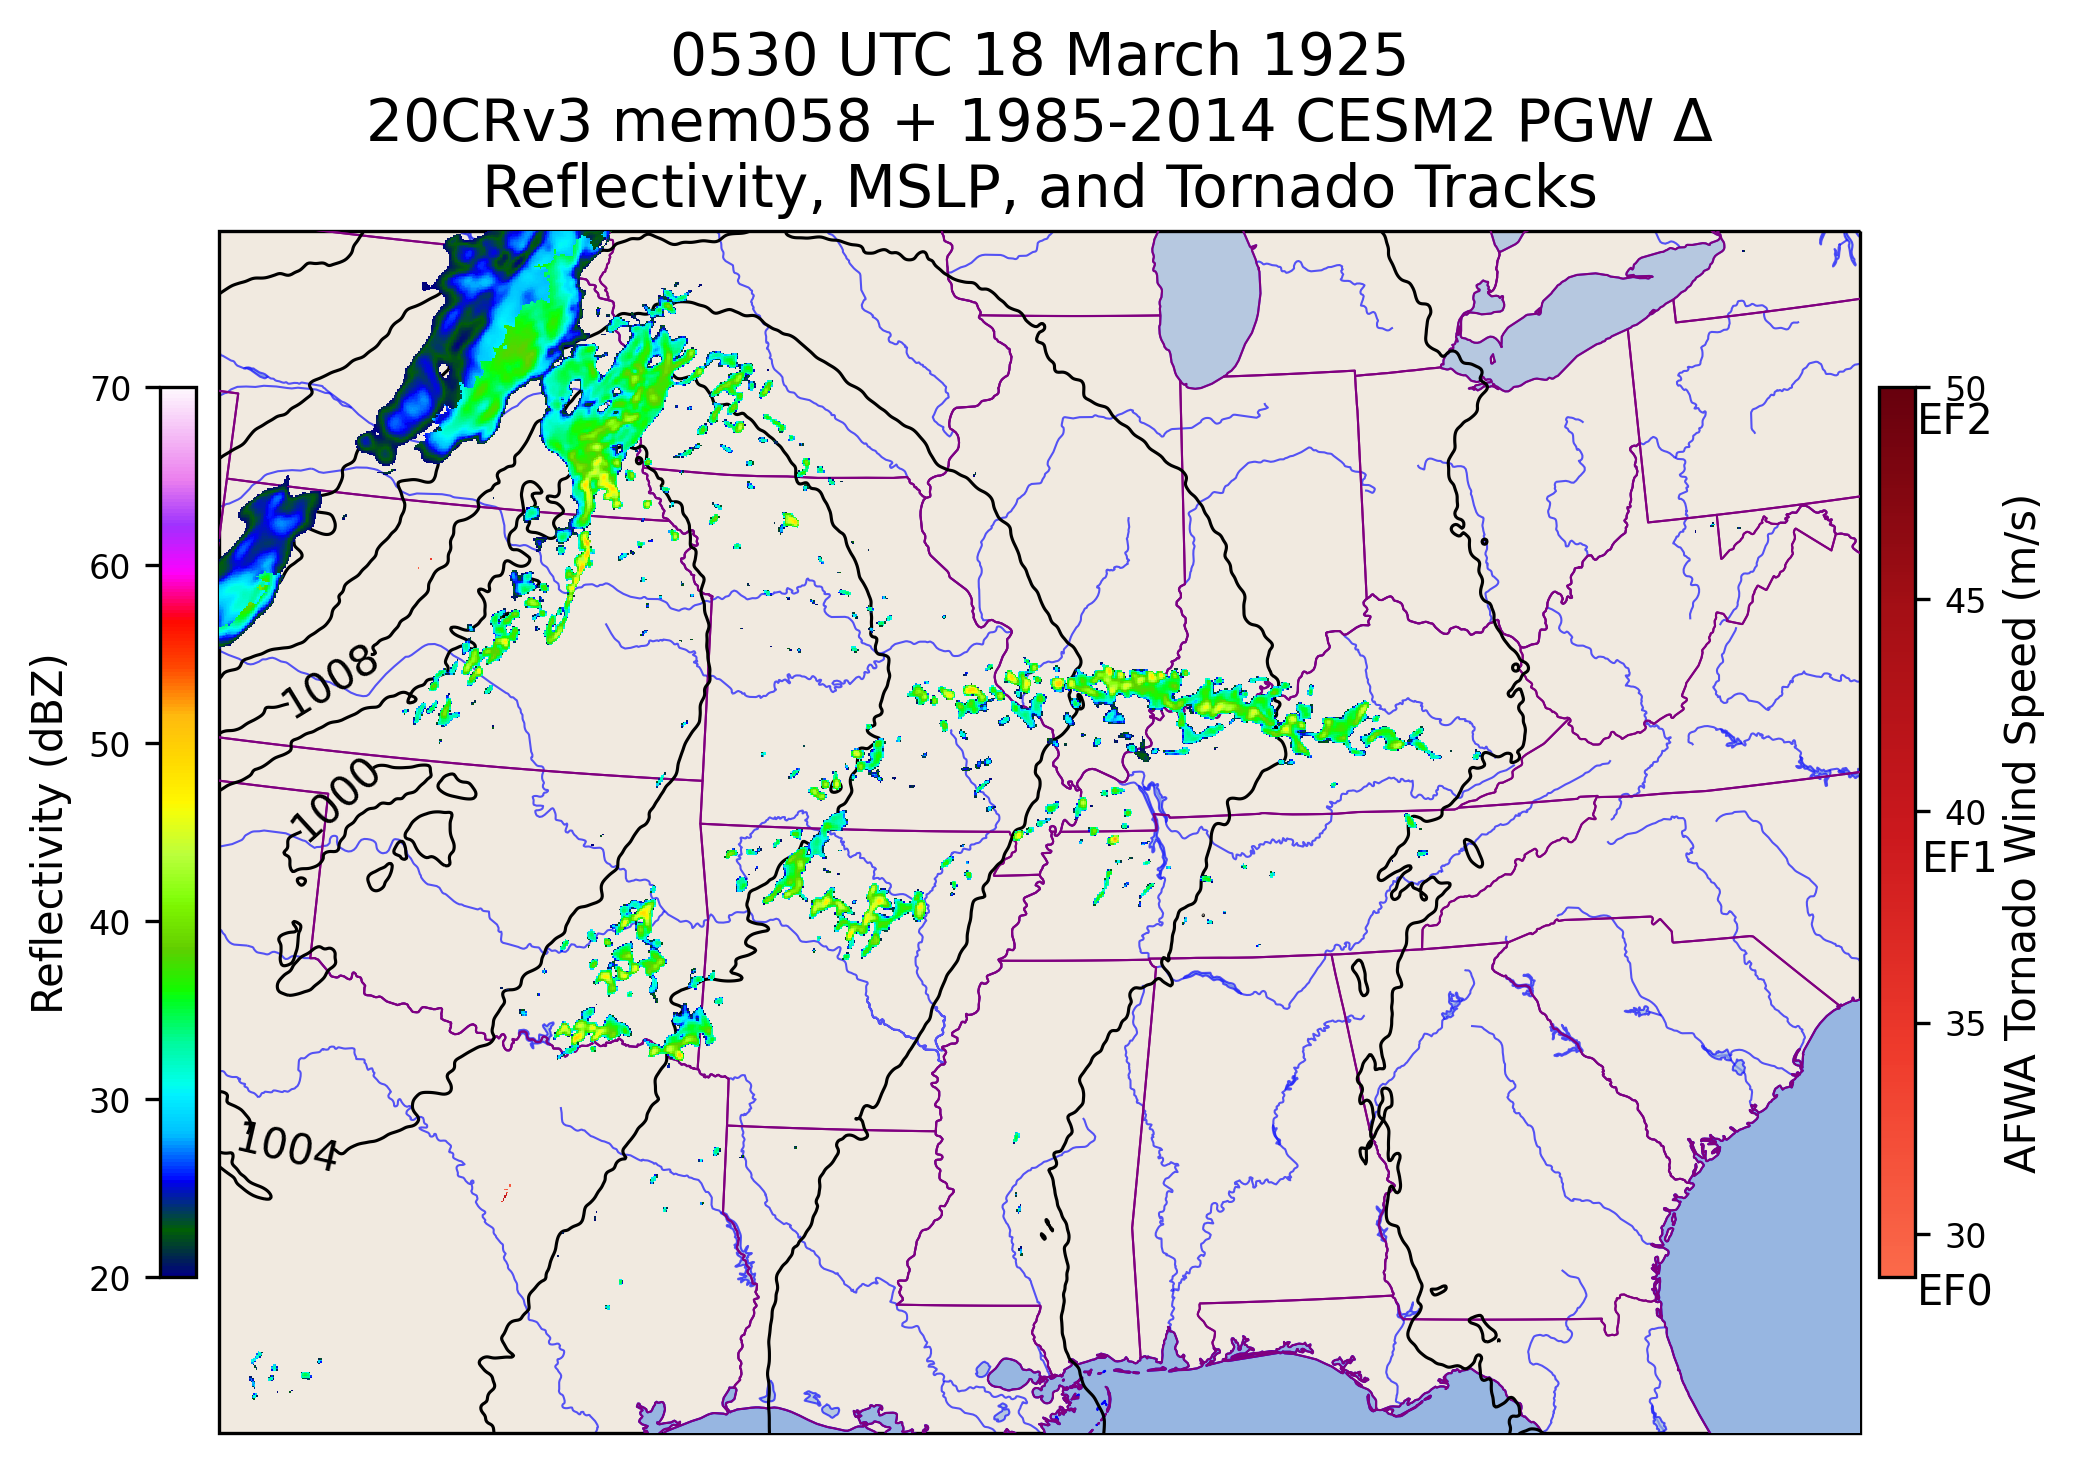 0530 UTC 18 March 1925
20CRv3 mem058 + 1985-2014 CESM2 PGW Δ
Reflectivity, MSLP, and Tornado Tracks
70
60
50
40
30
20
Reflectivity (dBZ)
1008
1000
1004
50
EF2
45
40
EF1
35
30
EF0
AFWA Tornado Wind Speed (m/s)